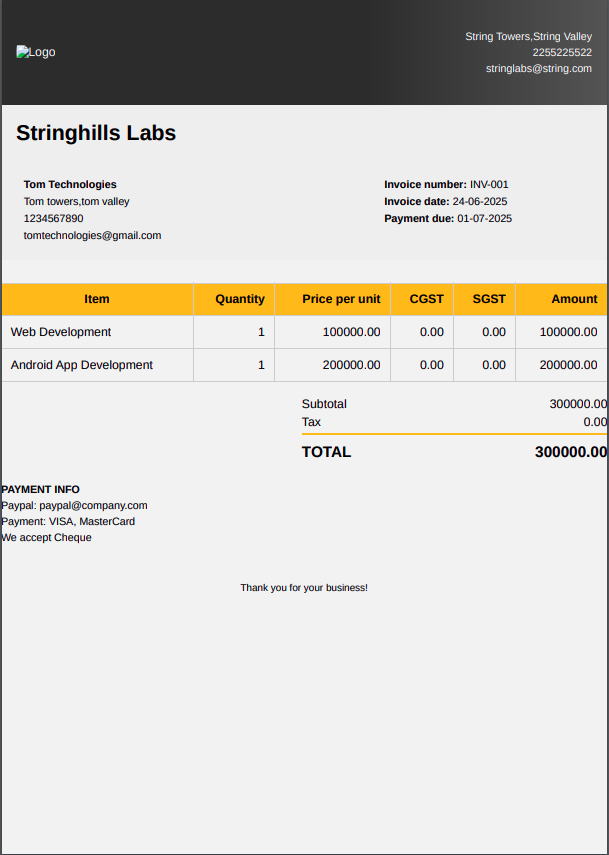 Logo
String Towers,String Valley
2255225522
stringlabs@string.com
Stringhills Labs
Tom Technologies
Tom towers,tom valley
1234567890
tomtechnologies@gmail.com
Invoice number: INV-001
Invoice date: 24-06-2025
Payment due: 01-07-2025
Item Quantity Price per unit CGST SGST Amount
Web Development 1 100000.00 0.00 0.00 100000.00
Android App Development 1 200000.00 0.00 0.00 200000.00
Subtotal 300000.00
Tax 0.00
TOTAL 300000.00
PAYMENT INFO
Paypal: paypal@company.com
Payment: VISA, MasterCard
We accept Cheque
Thank you for your business!